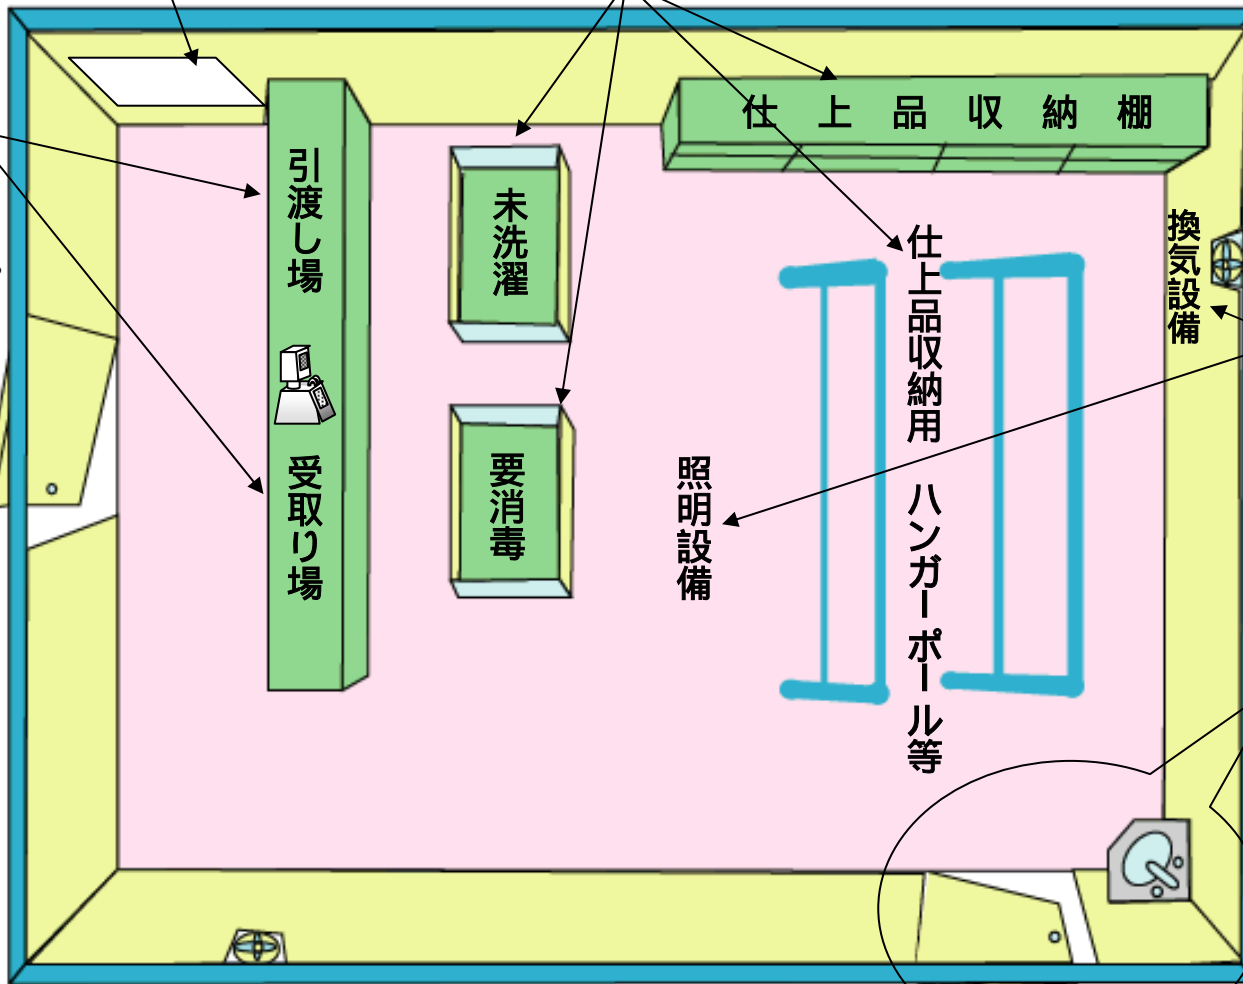 仕上品収納棚
引渡し場
受取り場
未洗濯
要消毒
照明設備
仕上品収納用 ハンガーポール等
換気設備